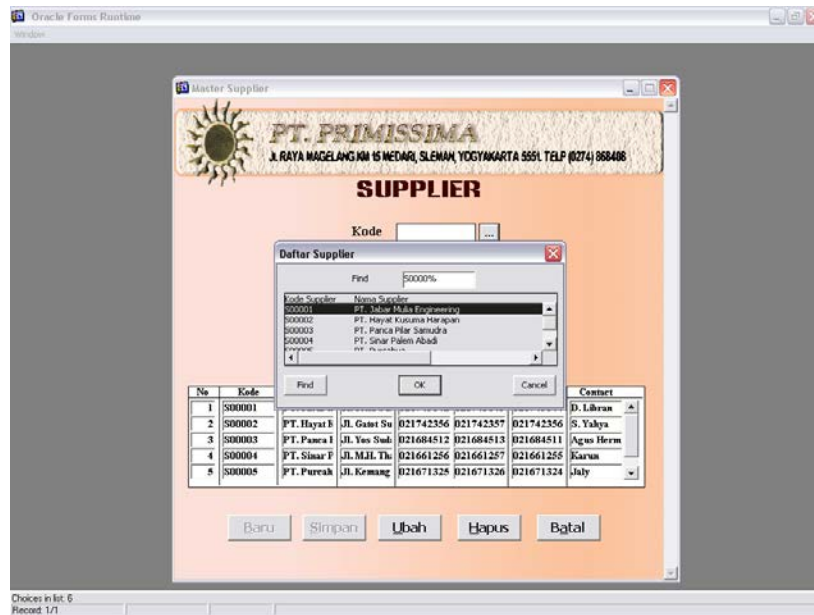 Oracle Forms Runtime
Window
Master Supplier
PT. PRIMISSIMA
JL RAYA MAGELANG KM 15 MEDARI, SLEMAN, YOGYAKARTA 5551. TELP (0274) 868408
SUPPLIER
Kode ...
Daftar Supplier
Find S0000%
Kode Supplier Nama Supplier
S00001 PT. Jabar Mulia Engineering
S00002 PT. Hayat Kusuma Harapan
S00003 PT. Panca Pilar Samudra
S00004 PT. Sinar Palem Abadi
S00005
Find OK Cancel
No Kode Contact
1 S00001 D. Libran
2 S00002 PT. Hayat K Jl. Gatot Su 021742356 021742357 021742356 S. Yahya
3 S00003 PT. Panca P Jl. Yos Sud 021684512 021684513 021684511 Agus Herm
4 S00004 PT. Sinar P Jl. M.H. Th 021661256 021661257 021661255 Karun
5 S00005 PT. Purcah Jl. Kemang 021671325 021671326 021671324 Jaly
Baru Simpan Ubah Hapus Batal
Choices in list: 6
Record: 1/1